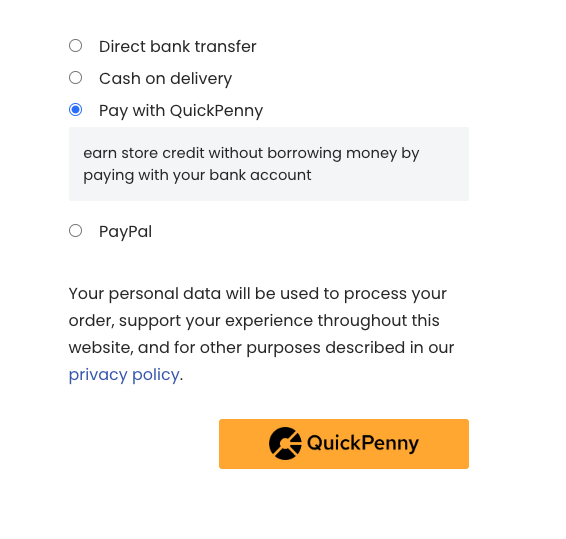 Direct bank transfer
Cash on delivery
Pay with QuickPenny
earn store credit without borrowing money by
paying with your bank account
PayPal
Your personal data will be used to process your
order, support your experience throughout this
website, and for other purposes described in our
privacy policy.
QuickPenny